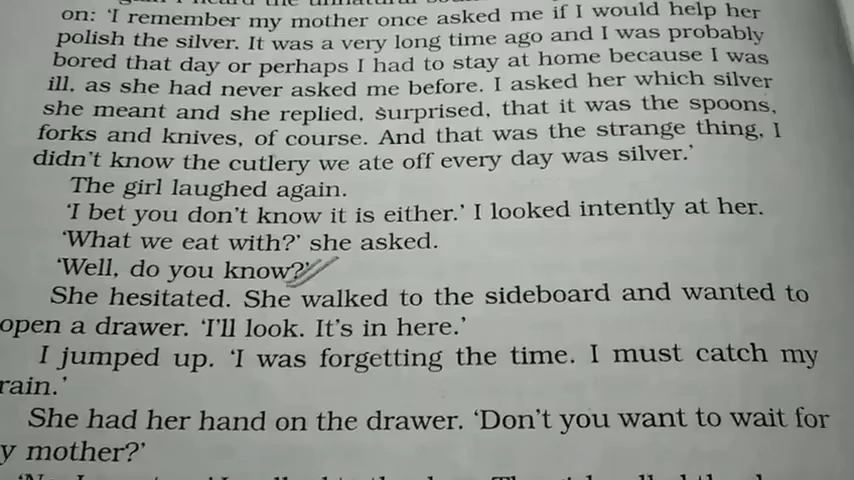 on: 'I remember my mother once asked me if I would help her
polish the silver. It was a very long time ago and I was probably
bored that day or perhaps I had to stay at home because I was
ill, as she had never asked me before. I asked her which silver
she meant and she replied, surprised, that it was the spoons,
forks and knives, of course. And that was the strange thing, I
didn't know the cutlery we ate off every day was silver.'
The girl laughed again.
'I bet you don't know it is either.' I looked intently at her.
'What we eat with?' she asked.
'Well, do you know?'
She hesitated. She walked to the sideboard and wanted to
open a drawer. 'I'll look. It's in here.'
I jumped up. 'I was forgetting the time. I must catch my
rain.'
She had her hand on the drawer. 'Don't you want to wait for
y mother?'